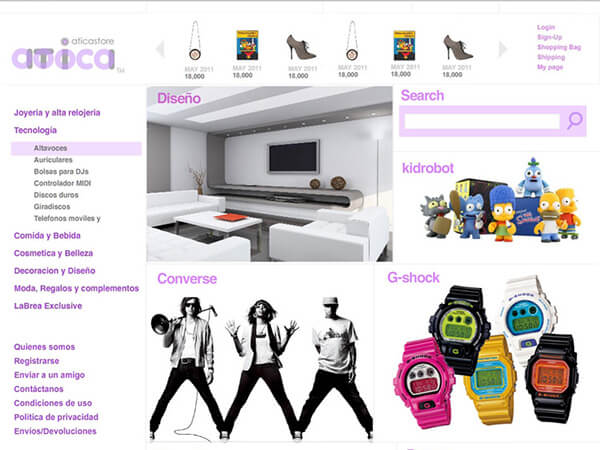 aticastore
atica TM
MAY 2011
18,000
MAY 2011
18,000
MAY 2011
18,000
MAY 2011
18,000
MAY 2011
18,000
MAY 2011
18,000
Login
Sign-Up
Shopping Bag
Shipping
My page
Joyeria y alta relojeria
Tecnología
Altavoces
Auriculares
Bolsas para DJs
Controlador MIDI
Discos duros
Giradiscos
Telefonos moviles y
Comida y Bebida
Cosmetica y Belleza
Decoracion y Diseño
Moda, Regalos y complementos
LaBrea Exclusive
Quienes somos
Registrarse
Enviar a un amigo
Contáctanos
Condiciones de uso
Politica de privacidad
Envíos/Devoluciones
Diseño
Search
kidrobot
Converse
G-shock